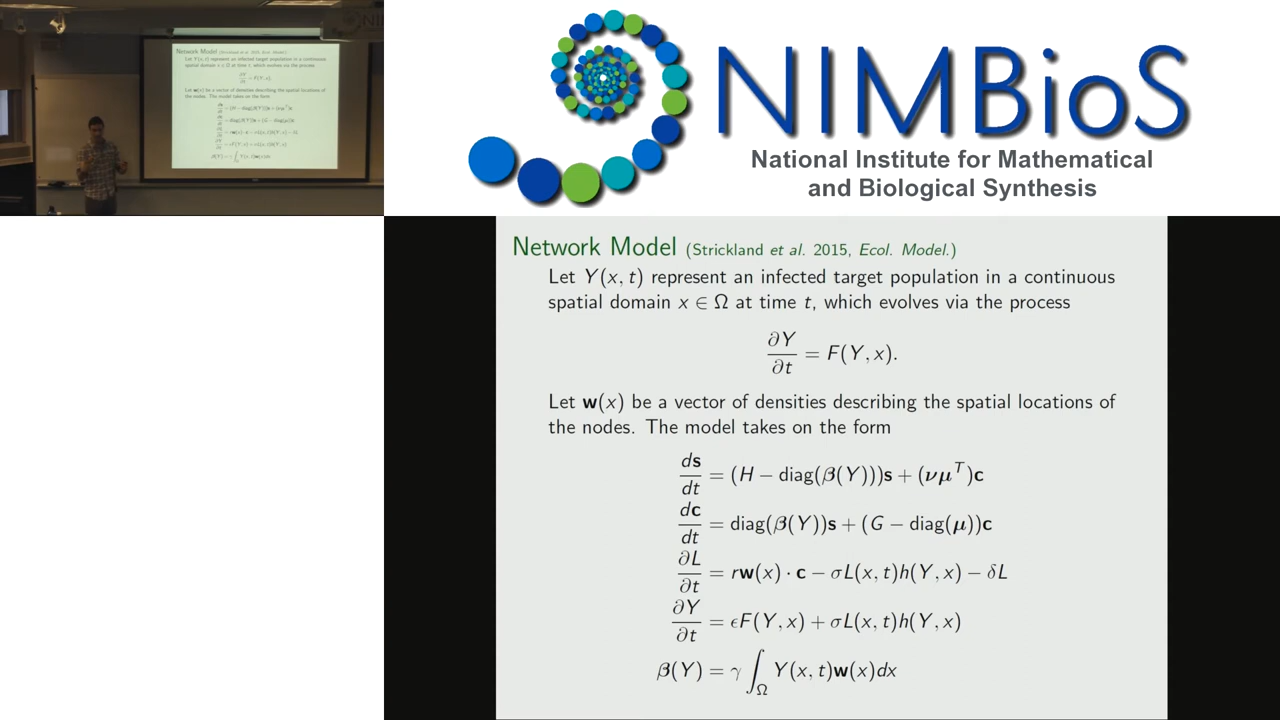 NIMBioS
National Institute for Mathematical
and Biological Synthesis
Network Model (Strickland et al. 2015, Ecol. Model.)
Let Y(x, t) represent an infected target population in a continuous
spatial domain x ∈ Ω at time t, which evolves via the process
∂Y/∂t = F(Y, x).
Let w(x) be a vector of densities describing the spatial locations of
the nodes. The model takes on the form
ds/dt = (H − diag(β(Y)))s + (νμᵀ)c
dc/dt = diag(β(Y))s + (G − diag(μ))c
∂L/∂t = rw(x) · c − σL(x, t)h(Y, x) − δL
∂Y/∂t = ϵF(Y, x) + σL(x, t)h(Y, x)
β(Y) = γ ∫_Ω Y(x, t)w(x)dx